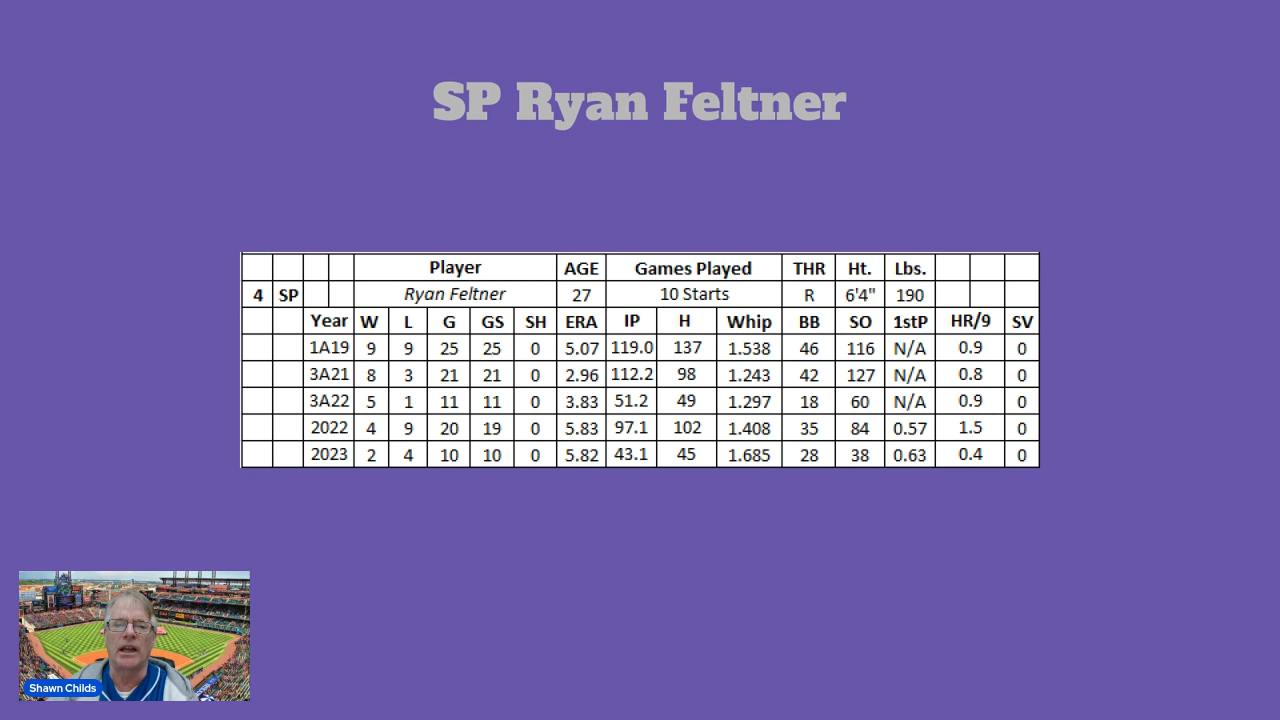 SP Ryan Feltner
Player AGE Games Played THR Ht. Lbs.
4 SP Ryan Feltner 27 10 Starts R 6'4" 190
Year W L G GS SH ERA IP H Whip BB SO 1stP HR/9 SV
1A19 9 9 25 25 0 5.07 119.0 137 1.538 46 116 N/A 0.9 0
3A21 8 3 21 21 0 2.96 112.2 98 1.243 42 127 N/A 0.8 0
3A22 5 1 11 11 0 3.83 51.2 49 1.297 18 60 N/A 0.9 0
2022 4 9 20 19 0 5.83 97.1 102 1.408 35 84 0.57 1.5 0
2023 2 4 10 10 0 5.82 43.1 45 1.685 28 38 0.63 0.4 0
Shawn Childs